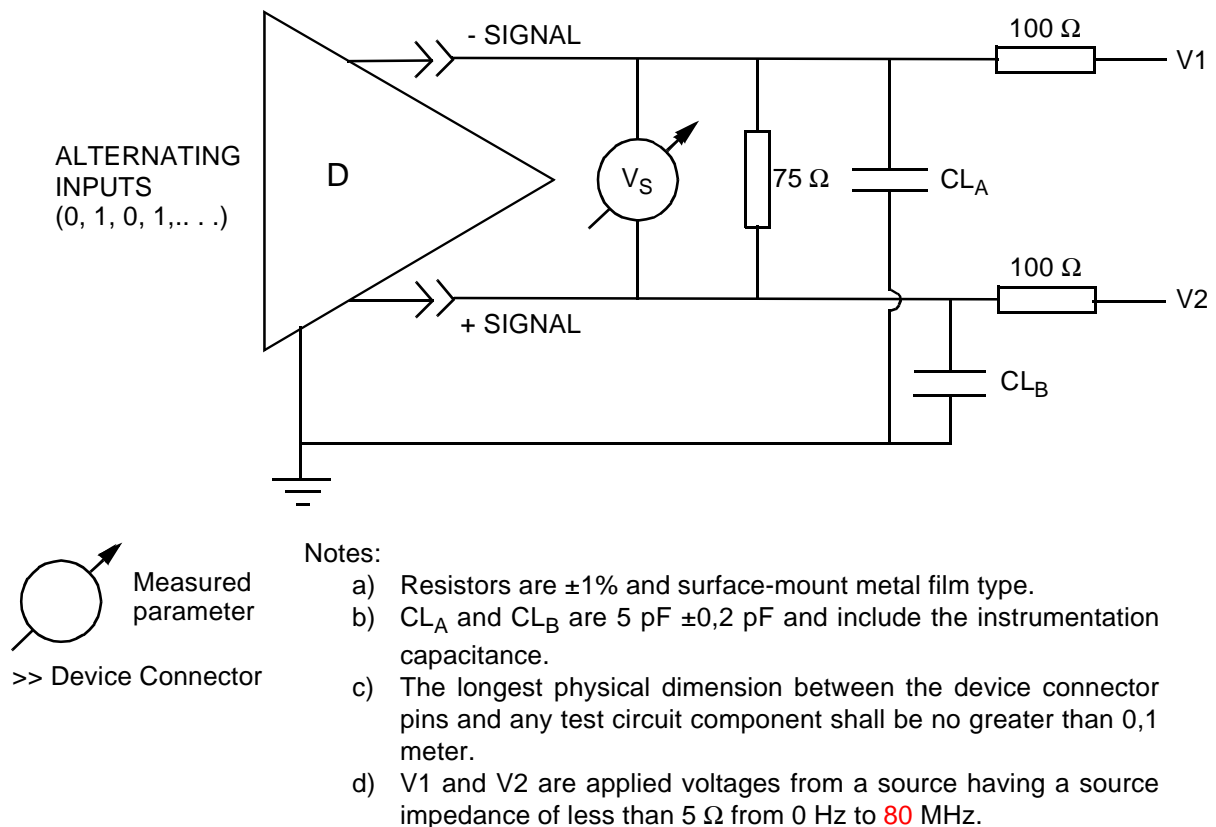 - SIGNAL
100 Ω
V1
ALTERNATING
INPUTS
(0, 1, 0, 1,.. . .)
D
VS
75 Ω
CLA
100 Ω
V2
+ SIGNAL
CLB
Measured
parameter
>> Device Connector
Notes:
a) Resistors are ±1% and surface-mount metal film type.
b) CLA and CLB are 5 pF ±0,2 pF and include the instrumentation
capacitance.
c) The longest physical dimension between the device connector
pins and any test circuit component shall be no greater than 0,1
meter.
d) V1 and V2 are applied voltages from a source having a source
impedance of less than 5 Ω from 0 Hz to 80 MHz.